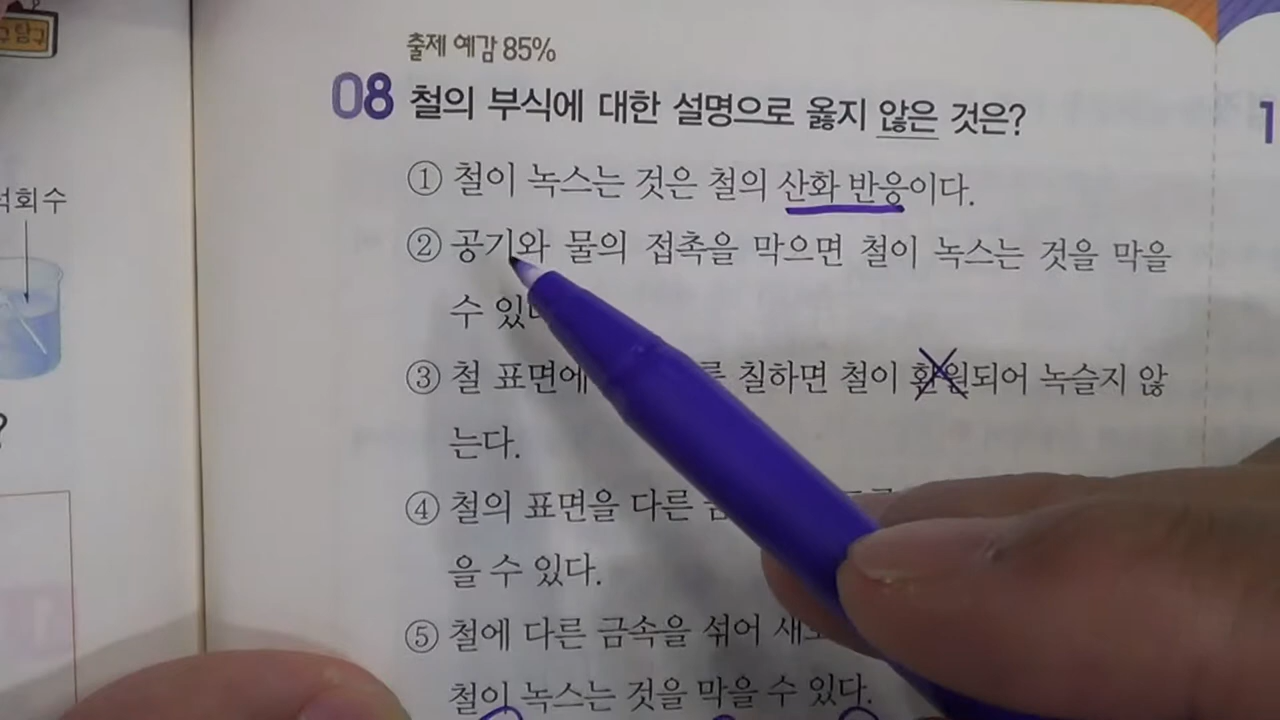 구탐구
석회수
출제 예감 85%
08 철의 부식에 대한 설명으로 옳지 않은 것은?
① 철이 녹스는 것은 철의 산화 반응이다.
② 공기와 물의 접촉을 막으면 철이 녹스는 것을 막을
수 있
③ 철 표면에 를 칠하면 철이 환원되어 녹슬지 않
는다.
④ 철의 표면을 다른
을 수 있다.
⑤ 철에 다른 금속을 섞어
철이 녹스는 것을 막을 수 있다.
?
1